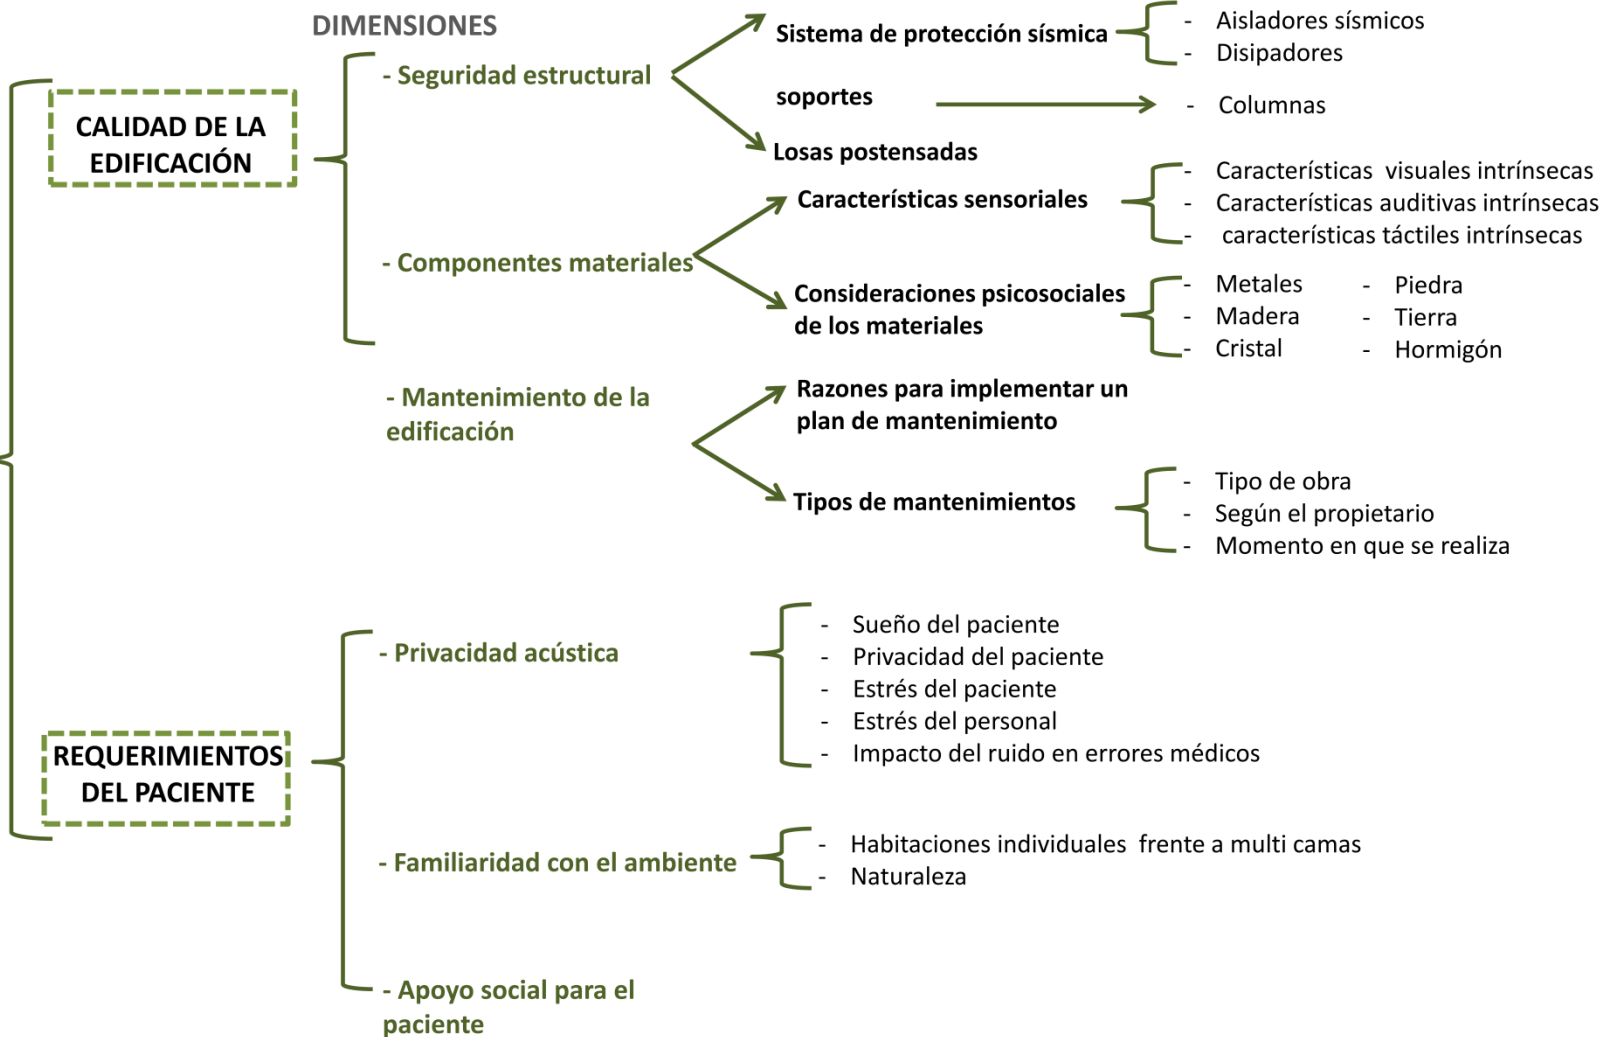 DIMENSIONES
CALIDAD DE LA
EDIFICACIÓN
- Seguridad estructural
Sistema de protección sísmica
- Aisladores sísmicos
- Disipadores
soportes
- Columnas
Losas postensadas
- Componentes materiales
Características sensoriales
- Características visuales intrínsecas
- Características auditivas intrínsecas
- características táctiles intrínsecas
Consideraciones psicosociales
de los materiales
- Metales
- Madera
- Cristal
- Piedra
- Tierra
- Hormigón
- Mantenimiento de la
edificación
Razones para implementar un
plan de mantenimiento
Tipos de mantenimientos
- Tipo de obra
- Según el propietario
- Momento en que se realiza
REQUERIMIENTOS
DEL PACIENTE
- Privacidad acústica
- Sueño del paciente
- Privacidad del paciente
- Estrés del paciente
- Estrés del personal
- Impacto del ruido en errores médicos
- Familiaridad con el ambiente
- Habitaciones individuales frente a multi camas
- Naturaleza
- Apoyo social para el
paciente